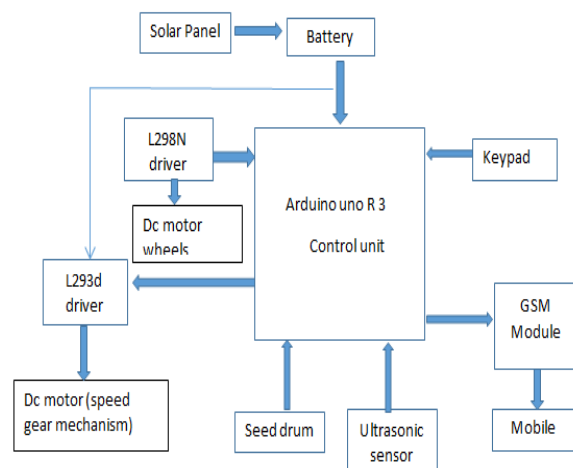 Solar Panel
Battery
L298N
driver
Keypad
Arduino uno R 3
Control unit
Dc motor
wheels
L293d
driver
GSM
Module
Dc motor (speed
gear mechanism)
Seed drum
Ultrasonic
sensor
Mobile